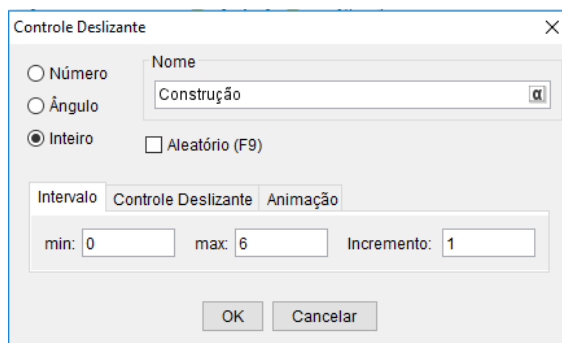 Controle Deslizante
Número
Ângulo
Inteiro
Nome
Construção
α
Aleatório (F9)
Intervalo Controle Deslizante Animação
min: 0 max: 6 Incremento: 1
OK Cancelar